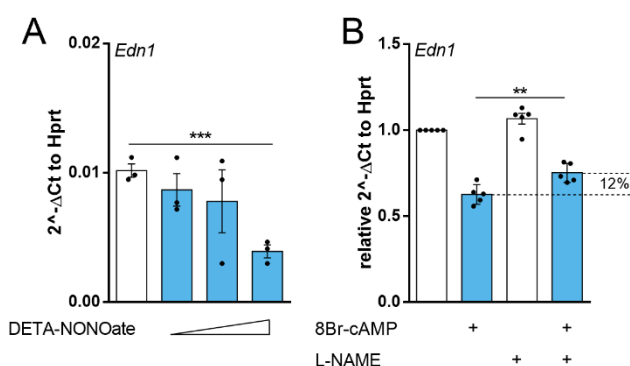 A
Edn1
2^-ΔCt to Hprt
0.02
0.01
0.00
***
DETA-NONOate
B
Edn1
relative 2^-ΔCt to Hprt
1.5
1.0
0.5
0.0
**
12%
8Br-cAMP + +
L-NAME + +